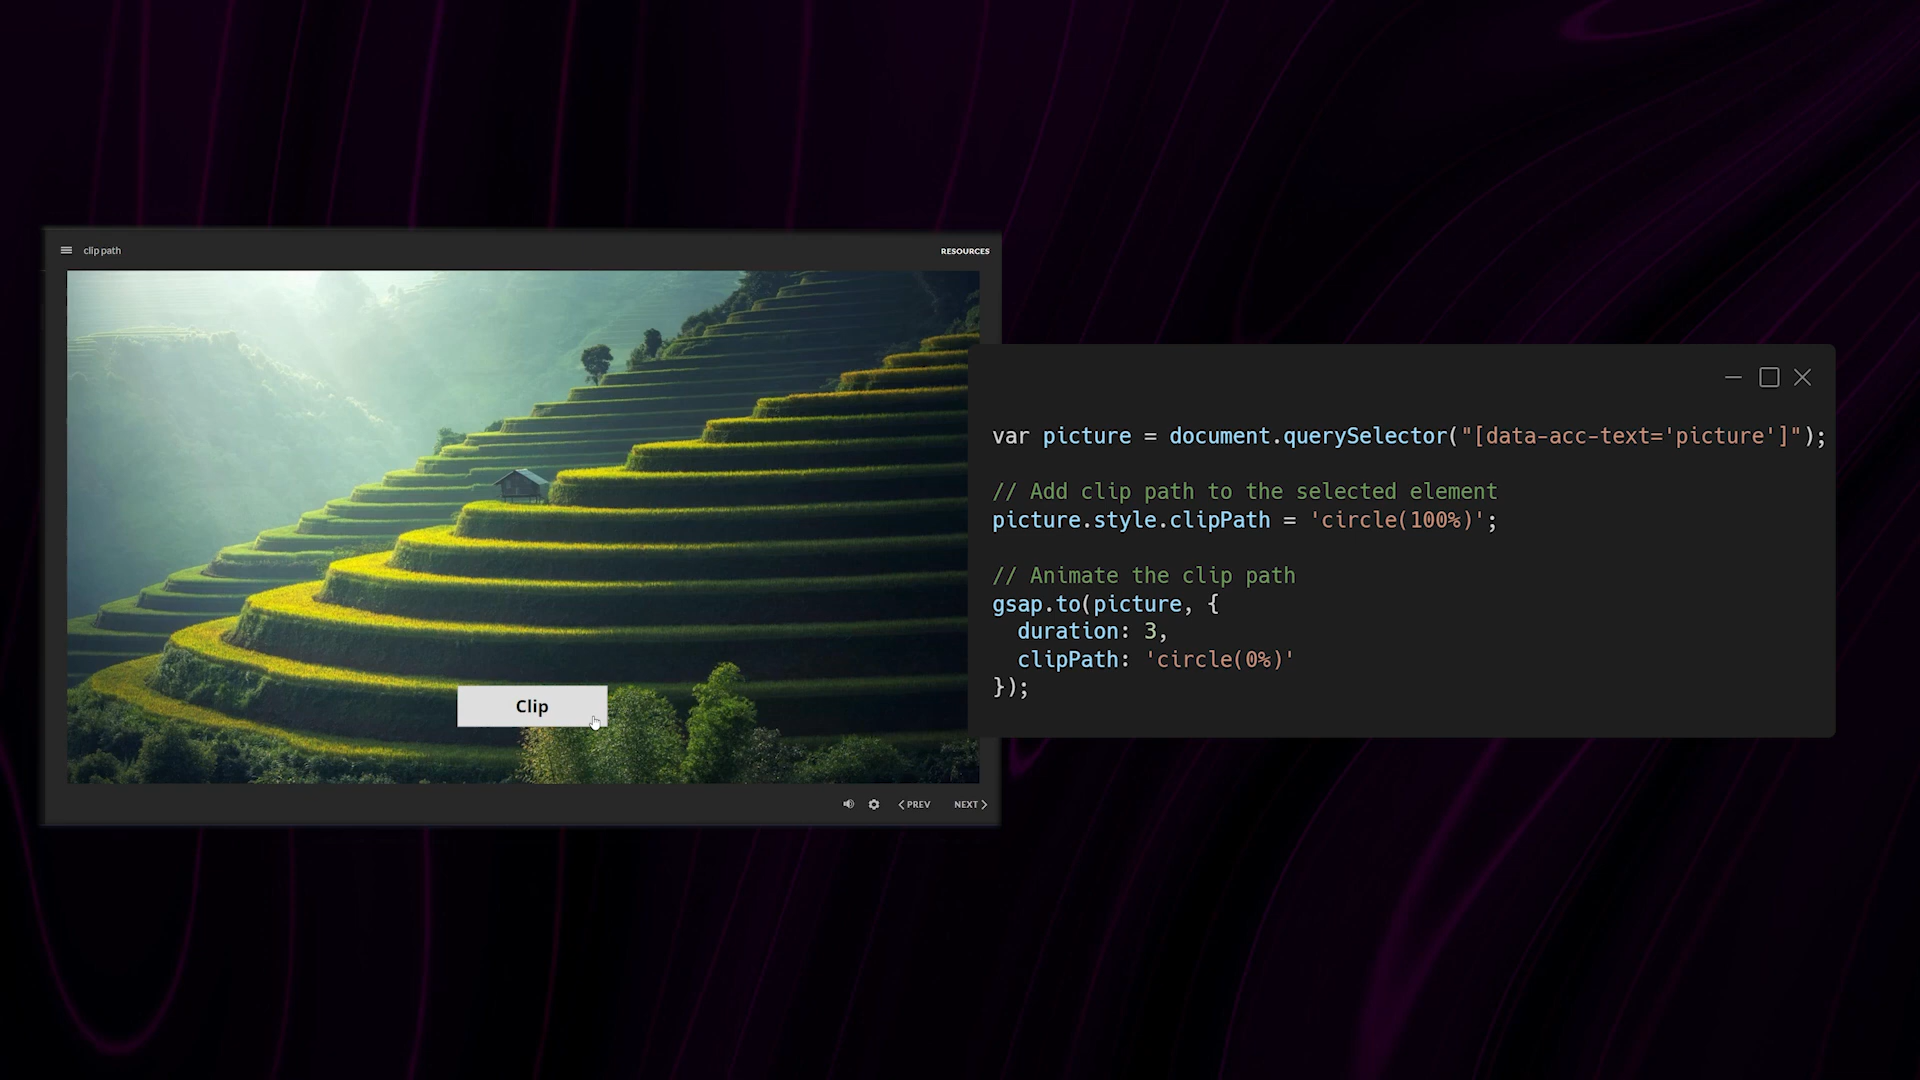 clip path
RESOURCES
Clip
PREV
NEXT
var picture = document.querySelector("[data-acc-text='picture']");
// Add clip path to the selected element
picture.style.clipPath = 'circle(100%)';
// Animate the clip path
gsap.to(picture, {
  duration: 3,
  clipPath: 'circle(0%)'
});